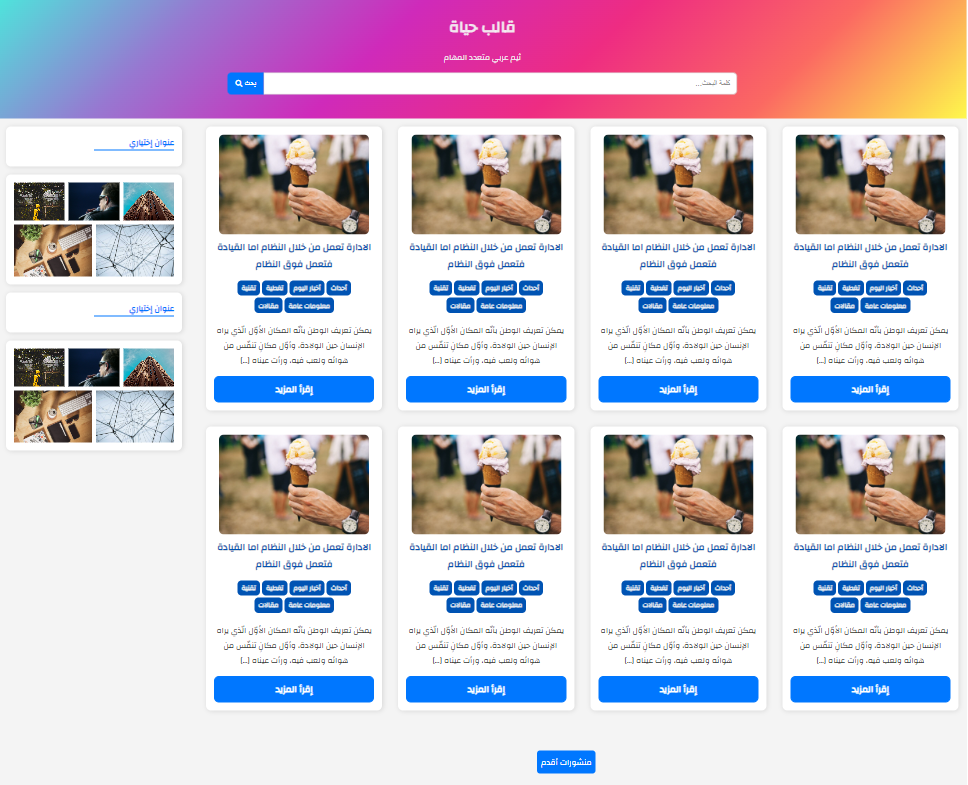 قالب حياة
ثيم عربي متعدد المهام
كلمة البحث...
بحث
الادارة تعمل من خلال النظام اما القيادة
فتعمل فوق النظام
أحداث أخبار اليوم تغطية تقنية
معلومات عامة مقالات
يمكن تعريف الوطن بأنّه المكان الأوّل الّذي يراه
الإنسان حين الولادة، وأوّل مكانٍ تنفّس من
هوائه ولعب فيه، ورأت عيناه [...]
إقرأ المزيد
الادارة تعمل من خلال النظام اما القيادة
فتعمل فوق النظام
أحداث أخبار اليوم تغطية تقنية
معلومات عامة مقالات
يمكن تعريف الوطن بأنّه المكان الأوّل الّذي يراه
الإنسان حين الولادة، وأوّل مكانٍ تنفّس من
هوائه ولعب فيه، ورأت عيناه [...]
إقرأ المزيد
الادارة تعمل من خلال النظام اما القيادة
فتعمل فوق النظام
أحداث أخبار اليوم تغطية تقنية
معلومات عامة مقالات
يمكن تعريف الوطن بأنّه المكان الأوّل الّذي يراه
الإنسان حين الولادة، وأوّل مكانٍ تنفّس من
هوائه ولعب فيه، ورأت عيناه [...]
إقرأ المزيد
الادارة تعمل من خلال النظام اما القيادة
فتعمل فوق النظام
أحداث أخبار اليوم تغطية تقنية
معلومات عامة مقالات
يمكن تعريف الوطن بأنّه المكان الأوّل الّذي يراه
الإنسان حين الولادة، وأوّل مكانٍ تنفّس من
هوائه ولعب فيه، ورأت عيناه [...]
إقرأ المزيد
الادارة تعمل من خلال النظام اما القيادة
فتعمل فوق النظام
أحداث أخبار اليوم تغطية تقنية
معلومات عامة مقالات
يمكن تعريف الوطن بأنّه المكان الأوّل الّذي يراه
الإنسان حين الولادة، وأوّل مكانٍ تنفّس من
هوائه ولعب فيه، ورأت عيناه [...]
إقرأ المزيد
الادارة تعمل من خلال النظام اما القيادة
فتعمل فوق النظام
أحداث أخبار اليوم تغطية تقنية
معلومات عامة مقالات
يمكن تعريف الوطن بأنّه المكان الأوّل الّذي يراه
الإنسان حين الولادة، وأوّل مكانٍ تنفّس من
هوائه ولعب فيه، ورأت عيناه [...]
إقرأ المزيد
الادارة تعمل من خلال النظام اما القيادة
فتعمل فوق النظام
أحداث أخبار اليوم تغطية تقنية
معلومات عامة مقالات
يمكن تعريف الوطن بأنّه المكان الأوّل الّذي يراه
الإنسان حين الولادة، وأوّل مكانٍ تنفّس من
هوائه ولعب فيه، ورأت عيناه [...]
إقرأ المزيد
الادارة تعمل من خلال النظام اما القيادة
فتعمل فوق النظام
أحداث أخبار اليوم تغطية تقنية
معلومات عامة مقالات
يمكن تعريف الوطن بأنّه المكان الأوّل الّذي يراه
الإنسان حين الولادة، وأوّل مكانٍ تنفّس من
هوائه ولعب فيه، ورأت عيناه [...]
إقرأ المزيد
منشورات أقدم
عنوان إختياري
عنوان إختياري